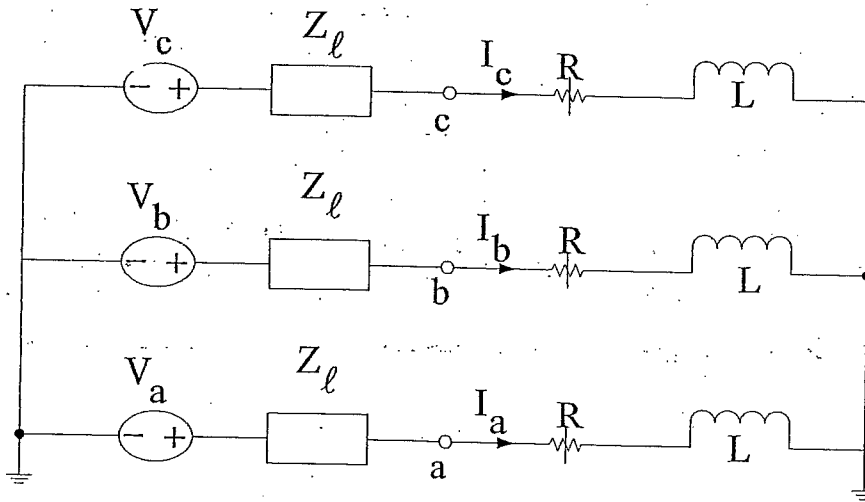 V_c Z_ℓ I_c R L
− +
c
V_b Z_ℓ I_b R L
− +
b
V_a Z_ℓ I_a R L
− +
a